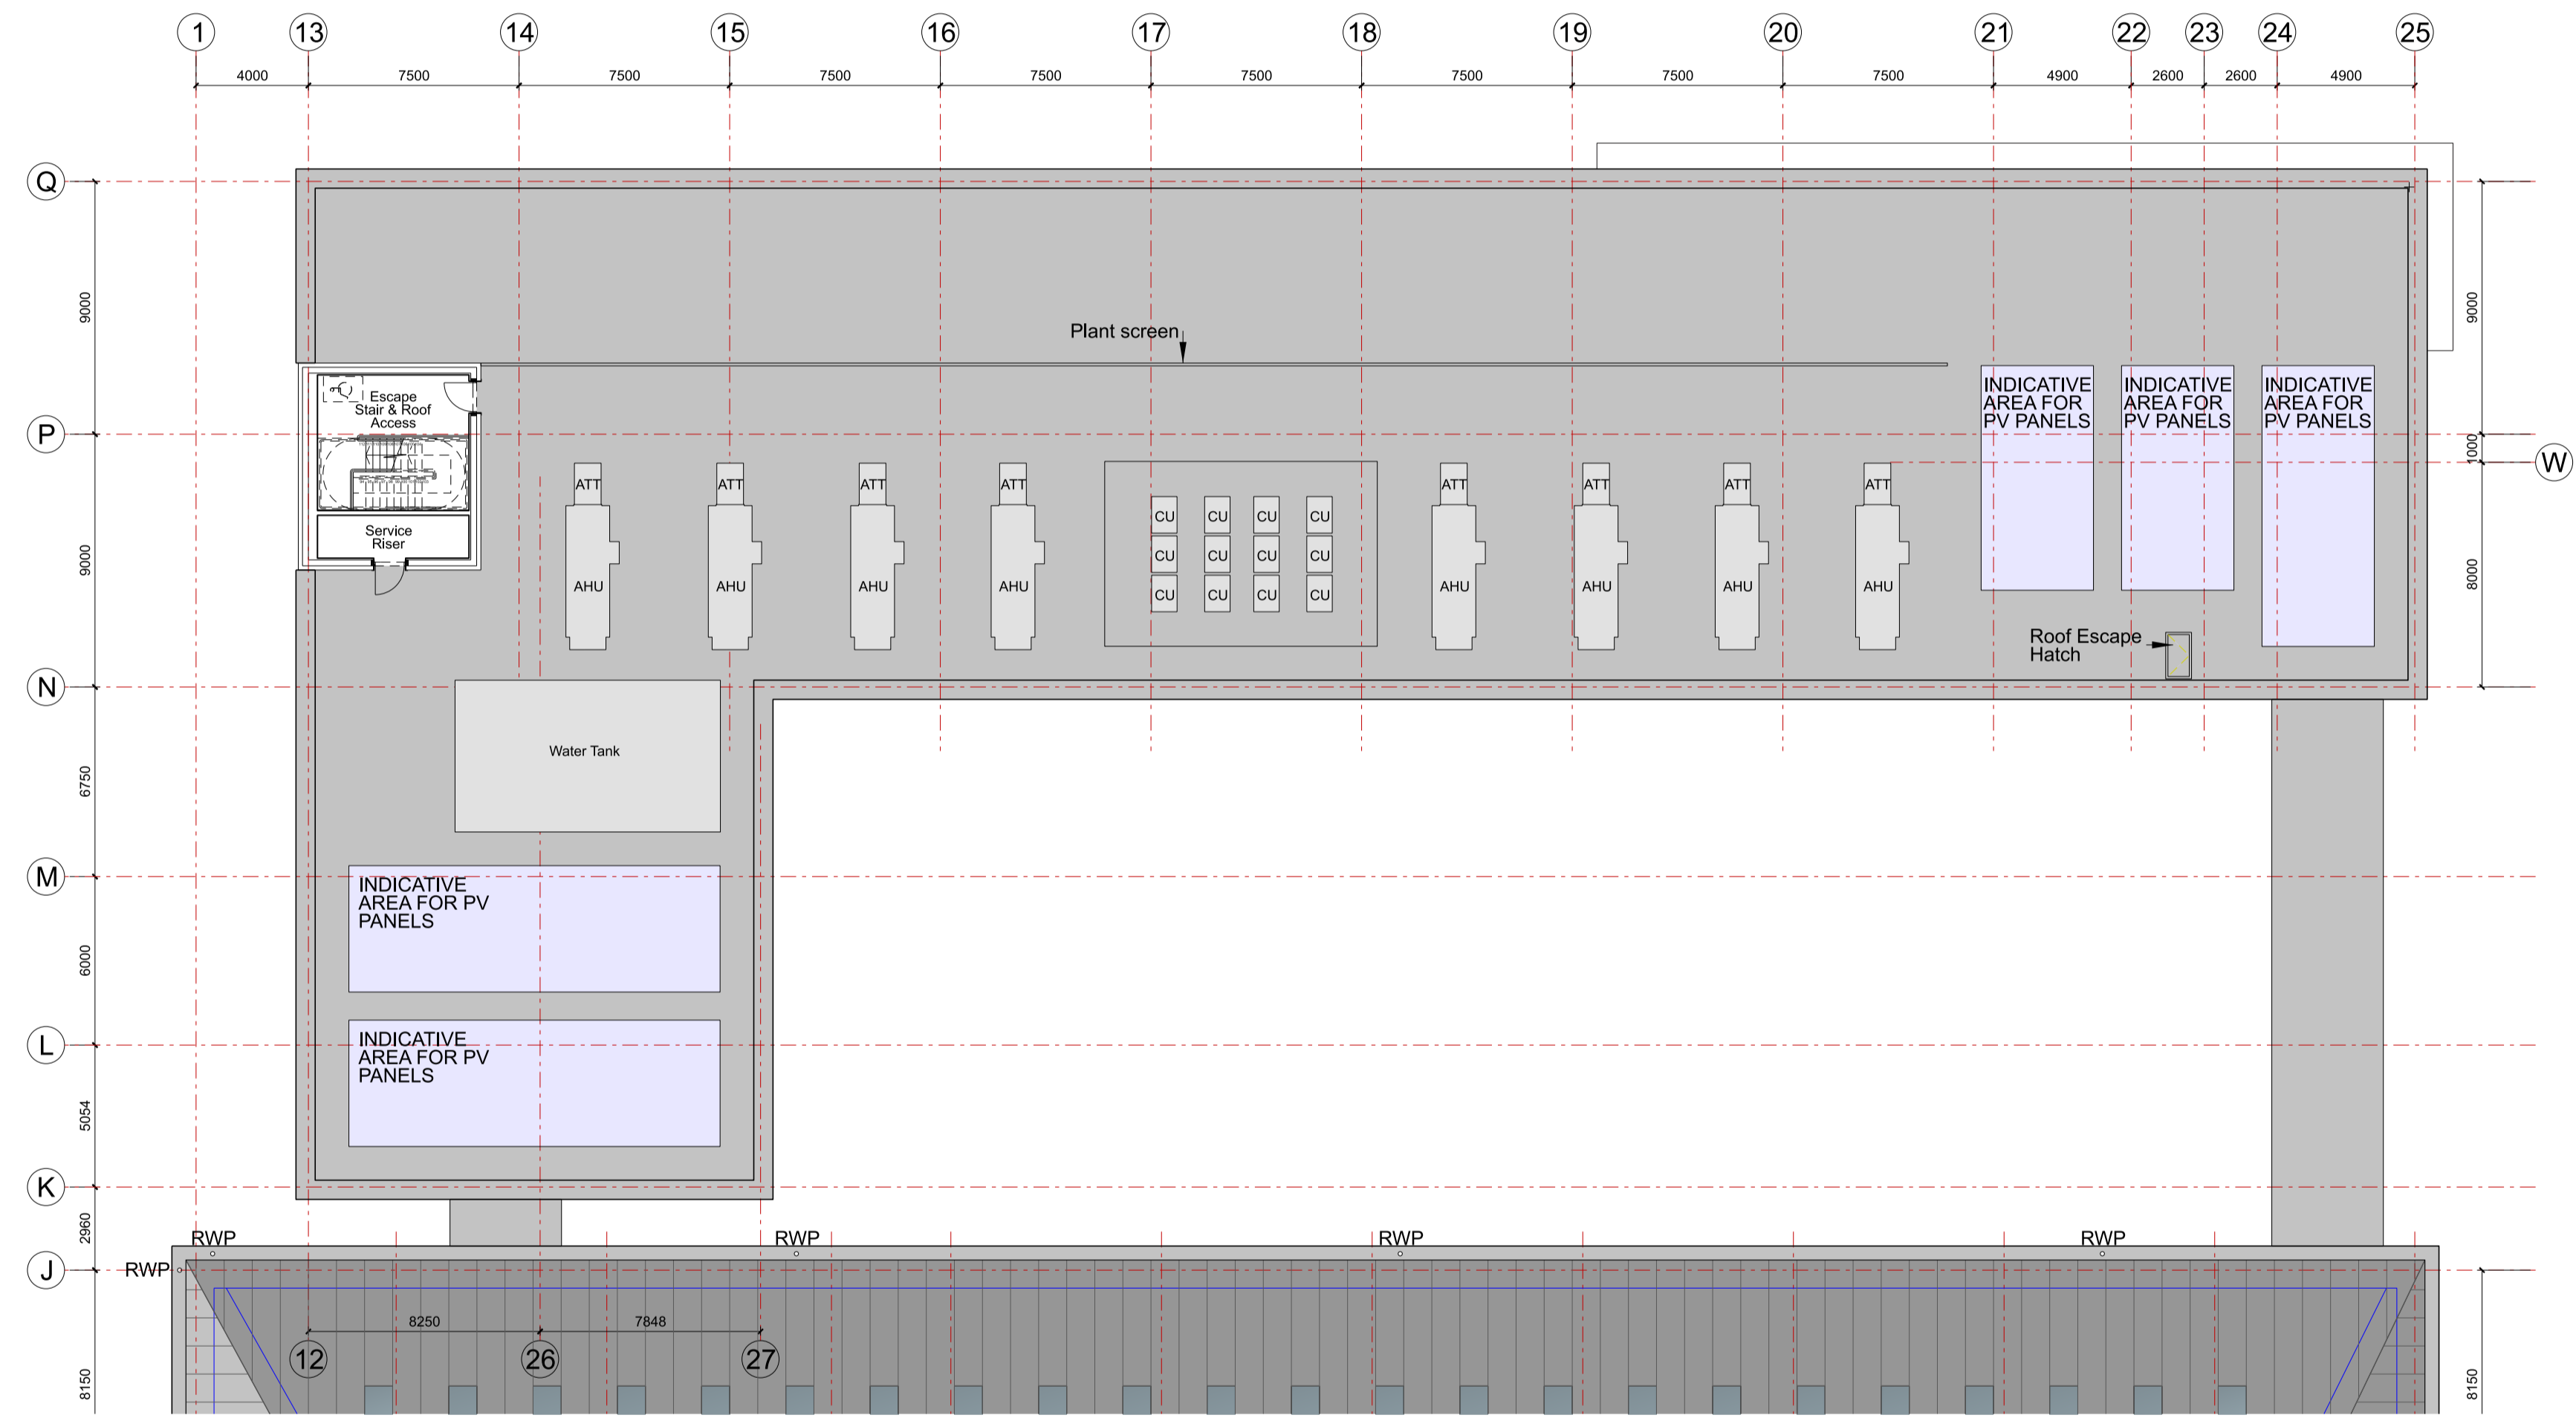 1 13 14 15 16 17 18 19 20 21 22 23 24 25
4000 7500 7500 7500 7500 7500 7500 7500 7500 4900 2600 2600 4900
Q
9000
9000
Plant screen
Escape
Stair & Roof
Access
INDICATIVE
AREA FOR
PV PANELS
INDICATIVE
AREA FOR
PV PANELS
INDICATIVE
AREA FOR
PV PANELS
P
1000
W
ATT ATT ATT ATT ATT ATT ATT ATT
CU CU CU CU
Service
Riser
CU CU CU CU
9000
8000
AHU AHU AHU AHU AHU AHU AHU AHU
CU CU CU CU
Roof Escape
Hatch
N
Water Tank
6750
M
INDICATIVE
AREA FOR PV
PANELS
6000
L
INDICATIVE
AREA FOR PV
PANELS
5054
K
2960
RWP RWP RWP RWP
J
RWP
8250 7848
12 26 27
8150
8150